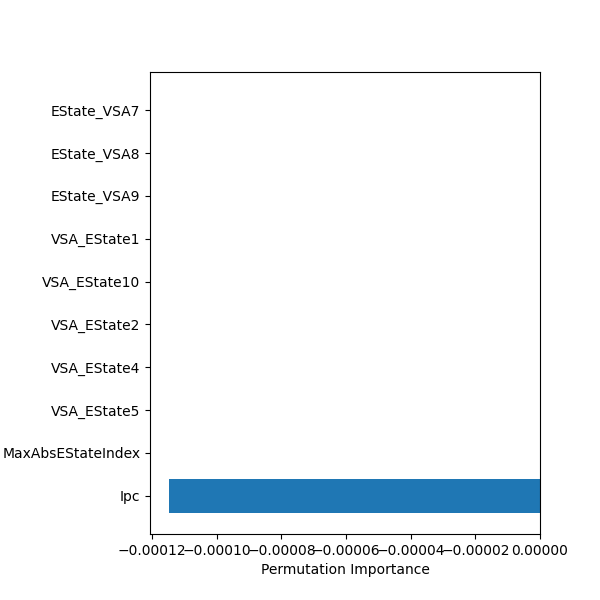 EState_VSA7
EState_VSA8
EState_VSA9
VSA_EState1
VSA_EState10
VSA_EState2
VSA_EState4
VSA_EState5
MaxAbsEStateIndex
Ipc
−0.00012 −0.00010 −0.00008 −0.00006 −0.00004 −0.00002 0.00000
Permutation Importance